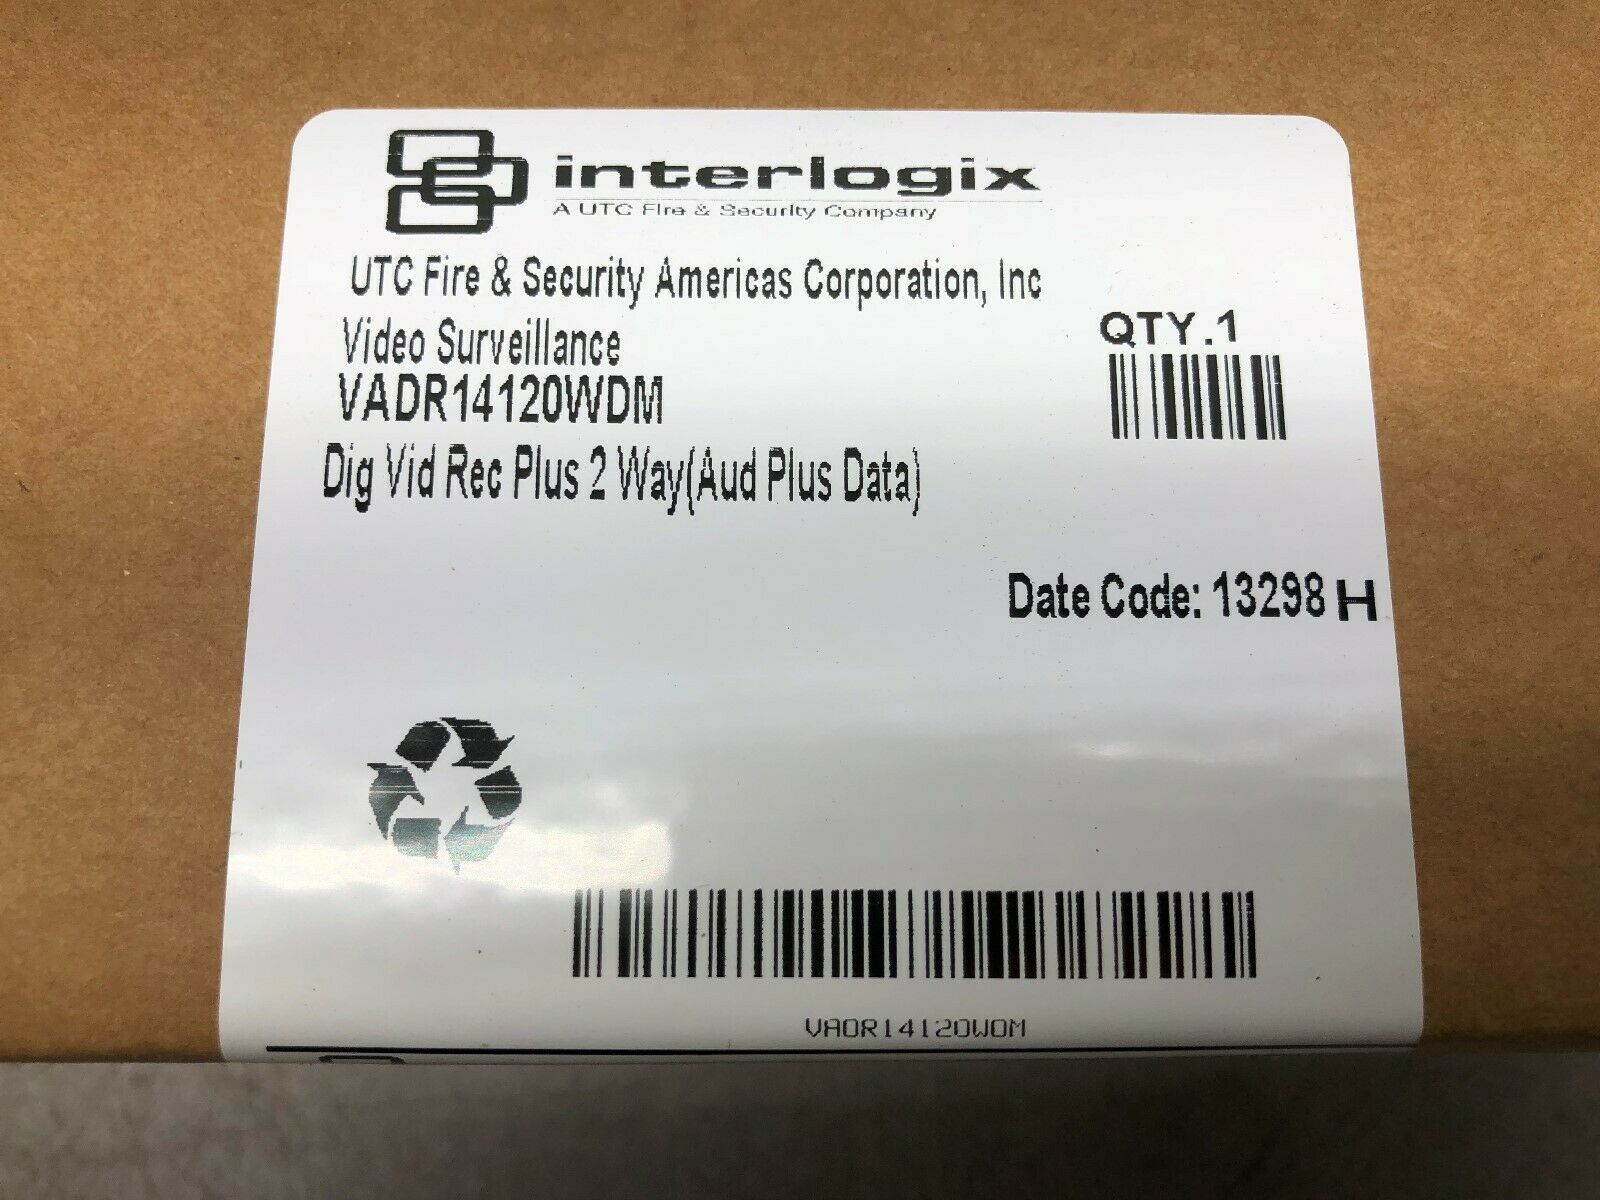 interlogix
A UTC Fire & Security Company
UTC Fire & Security Americas Corporation, Inc
Video Surveillance
QTY.1
VADR14120WDM
Dig Vid Rec Plus 2 Way(Aud Plus Data)
Date Code: 13298 H
VADR14120WDM